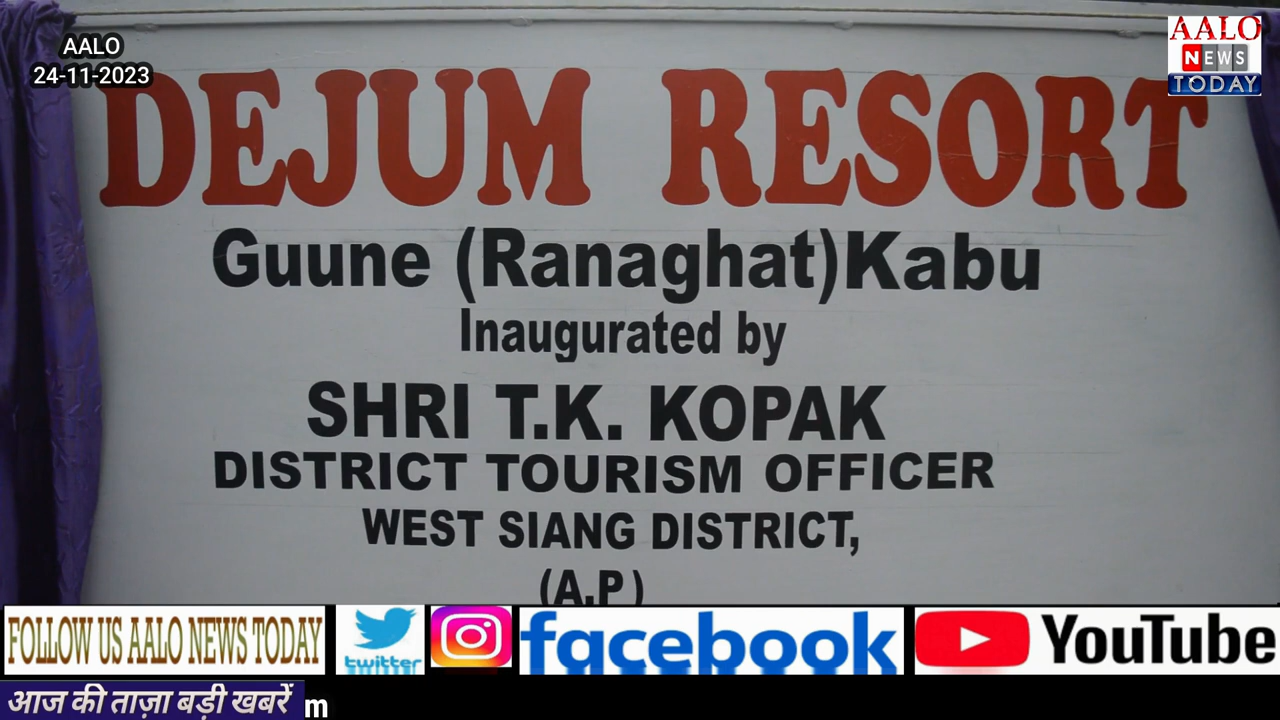 AALO
24-11-2023
AALO
NEWS
TODAY
DEJUM RESORT
Guune (Ranaghat)Kabu
Inaugurated by
SHRI T.K. KOPAK
DISTRICT TOURISM OFFICER
WEST SIANG DISTRICT,
(A.P)
FOLLOW US AALO NEWS TODAY
twitter
facebook
YouTube
आज की ताज़ा बड़ी खबरें
m